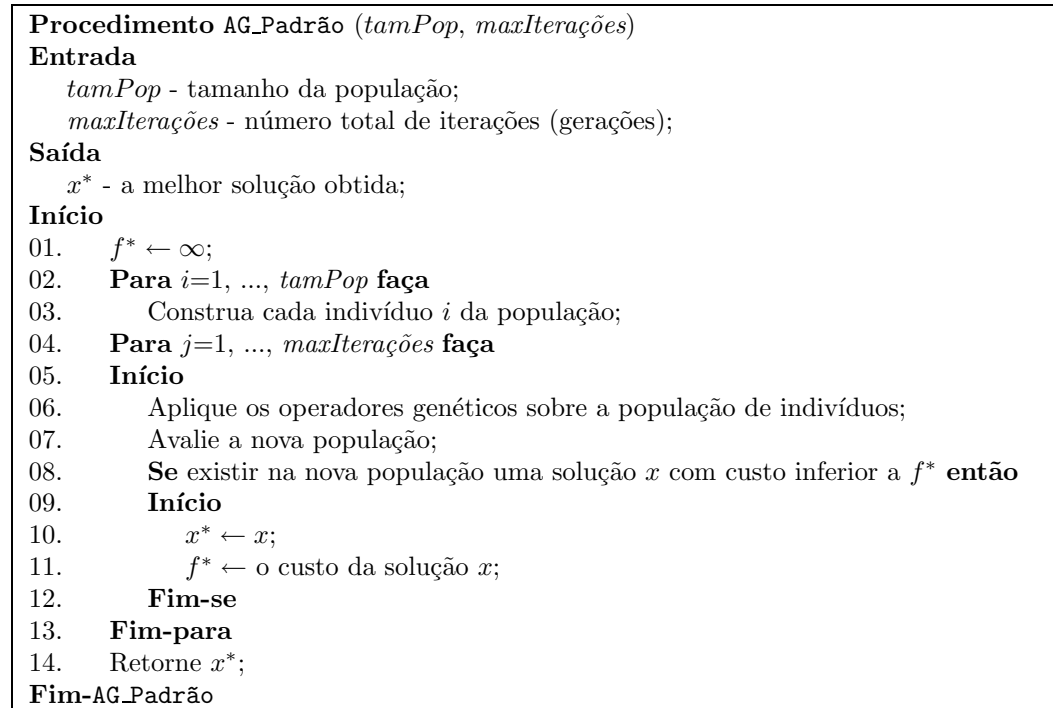 Procedimento AG_Padrão (tamPop, maxIterações)
Entrada
tamPop - tamanho da população;
maxIterações - número total de iterações (gerações);
Saída
x* - a melhor solução obtida;
Início
01. f* ← ∞;
02. Para i=1, ..., tamPop faça
03. Construa cada indivíduo i da população;
04. Para j=1, ..., maxIterações faça
05. Início
06. Aplique os operadores genéticos sobre a população de indivíduos;
07. Avalie a nova população;
08. Se existir na nova população uma solução x com custo inferior a f* então
09. Início
10. x* ← x;
11. f* ← o custo da solução x;
12. Fim-se
13. Fim-para
14. Retorne x*;
Fim-AG_Padrão